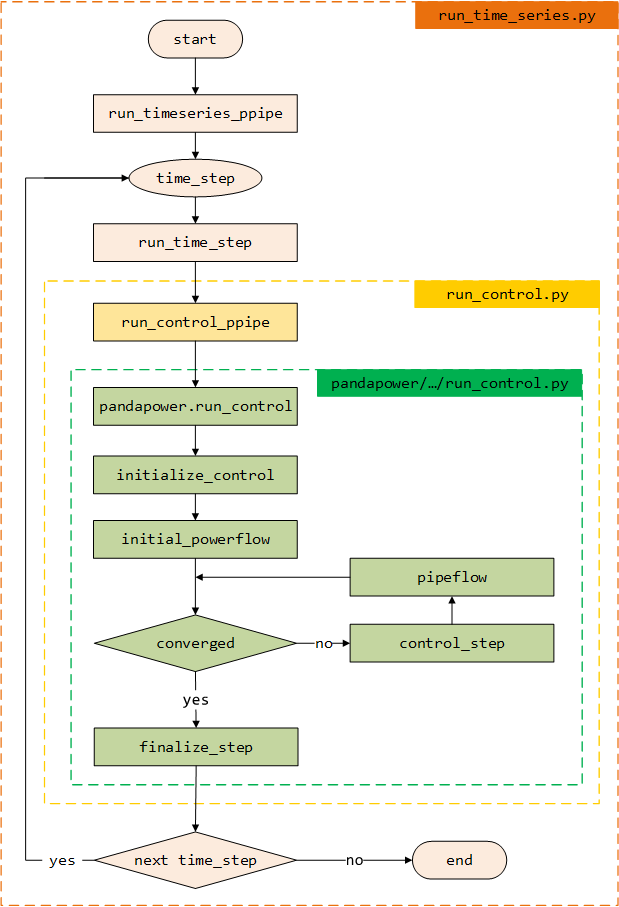 run_time_series.py
start
run_timeseries_ppipe
time_step
run_time_step
run_control.py
run_control_ppipe
pandapower/…/run_control.py
pandapower.run_control
initialize_control
initial_powerflow
pipeflow
converged
no
control_step
yes
finalize_step
yes
next time_step
no
end